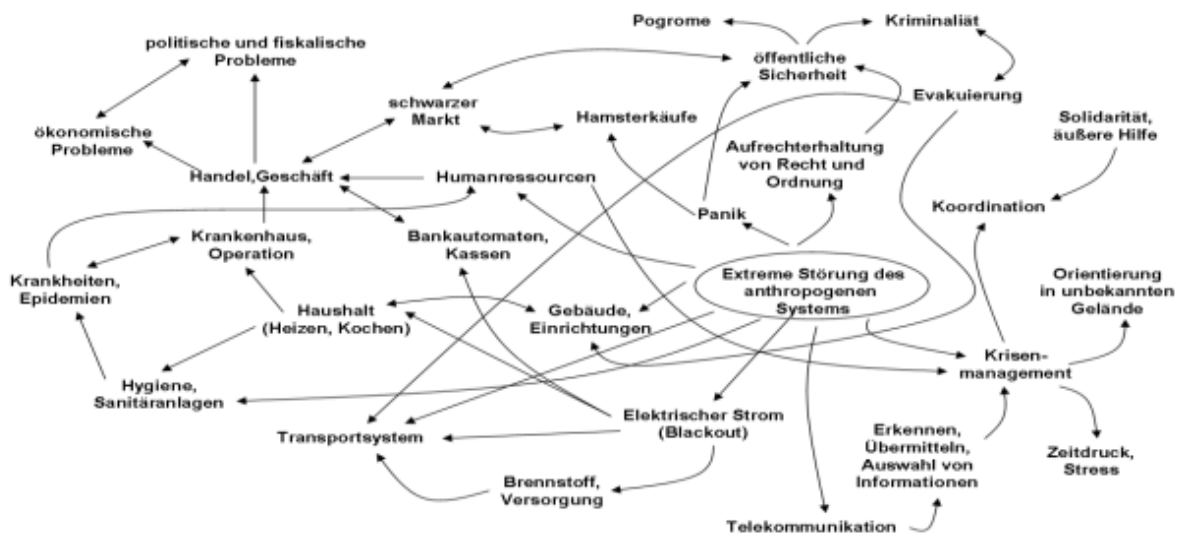 Pogrome
Kriminaliät
politische und fiskalische
Probleme
öffentliche
Sicherheit
Evakuierung
schwarzer
Markt
Hamsterkäufe
Solidarität,
äußere Hilfe
ökonomische
Probleme
Aufrechterhaltung
von Recht und
Ordnung
Handel,Geschäft
Humanressourcen
Panik
Koordination
Krankenhaus,
Operation
Bankautomaten,
Kassen
Krankheiten,
Epidemien
Extreme Störung des
anthropogenen
Systems
Orientierung
in unbekannten
Gelände
Haushalt
(Heizen, Kochen)
Gebäude,
Einrichtungen
Krisen-
management
Hygiene,
Sanitäranlagen
Elektrischer Strom
(Blackout)
Transportsystem
Erkennen,
Übermitteln,
Auswahl von
Informationen
Zeitdruck,
Stress
Brennstoff,
Versorgung
Telekommunikation